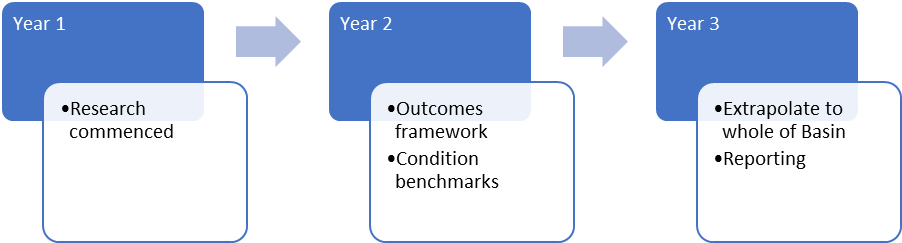 Year 1
•Research
commenced
Year 2
•Outcomes
framework
•Condition
benchmarks
Year 3
•Extrapolate to
whole of Basin
•Reporting